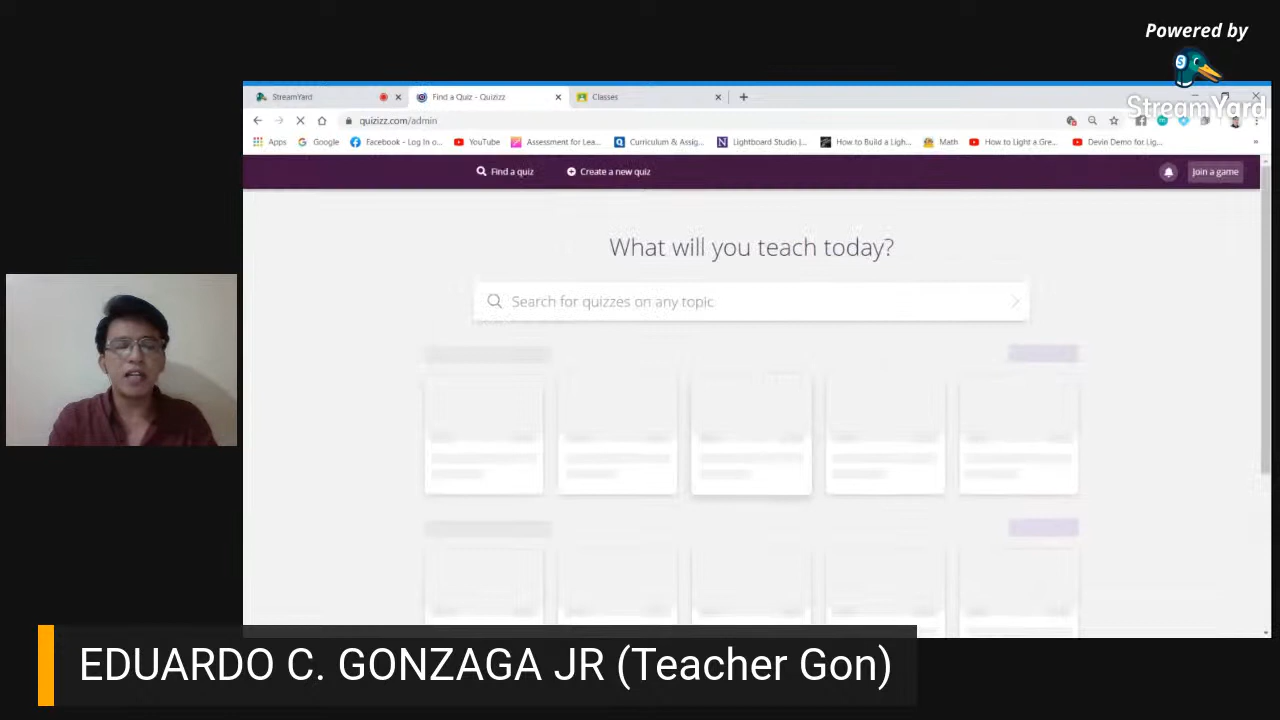 Powered by
StreamYard
StreamYard
Find a Quiz - Quizizz
Classes
quizizz.com/admin
Apps
Google
Facebook - Log In o...
YouTube
Assessment for Lea...
Curriculum & Assig...
Lightboard Studio |...
How to Build a Ligh...
Math
How to Light a Gre...
Devin Demo for Lig...
Find a quiz
Create a new quiz
Join a game
What will you teach today?
Search for quizzes on any topic
EDUARDO C. GONZAGA JR (Teacher Gon)